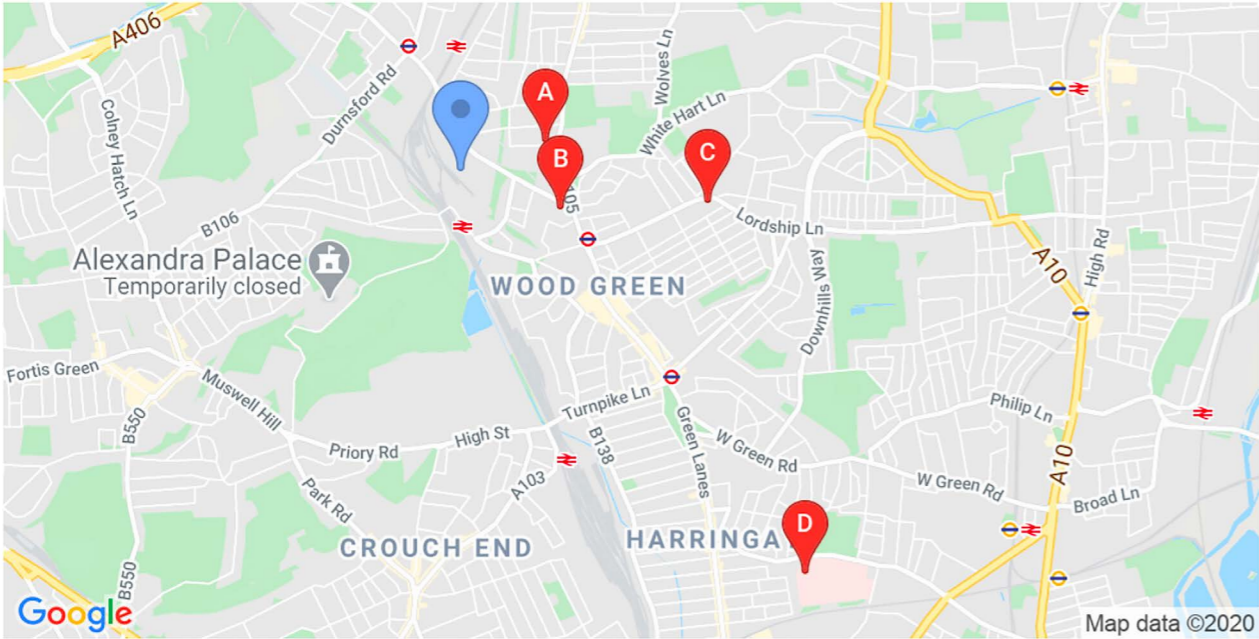 A406
Colney Hatch Ln
Durnsford Rd
Wolves Ln
A
White Hart Ln
B
C
A105
B106
Lordship Ln
Alexandra Palace
Temporarily closed
WOOD GREEN
Downhills Way
A10
High Rd
Fortis Green
Muswell Hill
B550
Turnpike Ln
Green Lanes
Philip Ln
Priory Rd
High St
B138
W Green Rd
A103
Park Rd
W Green Rd
A10
Broad Ln
D
CROUCH END
HARRINGA
B550
Google
Map data ©2020